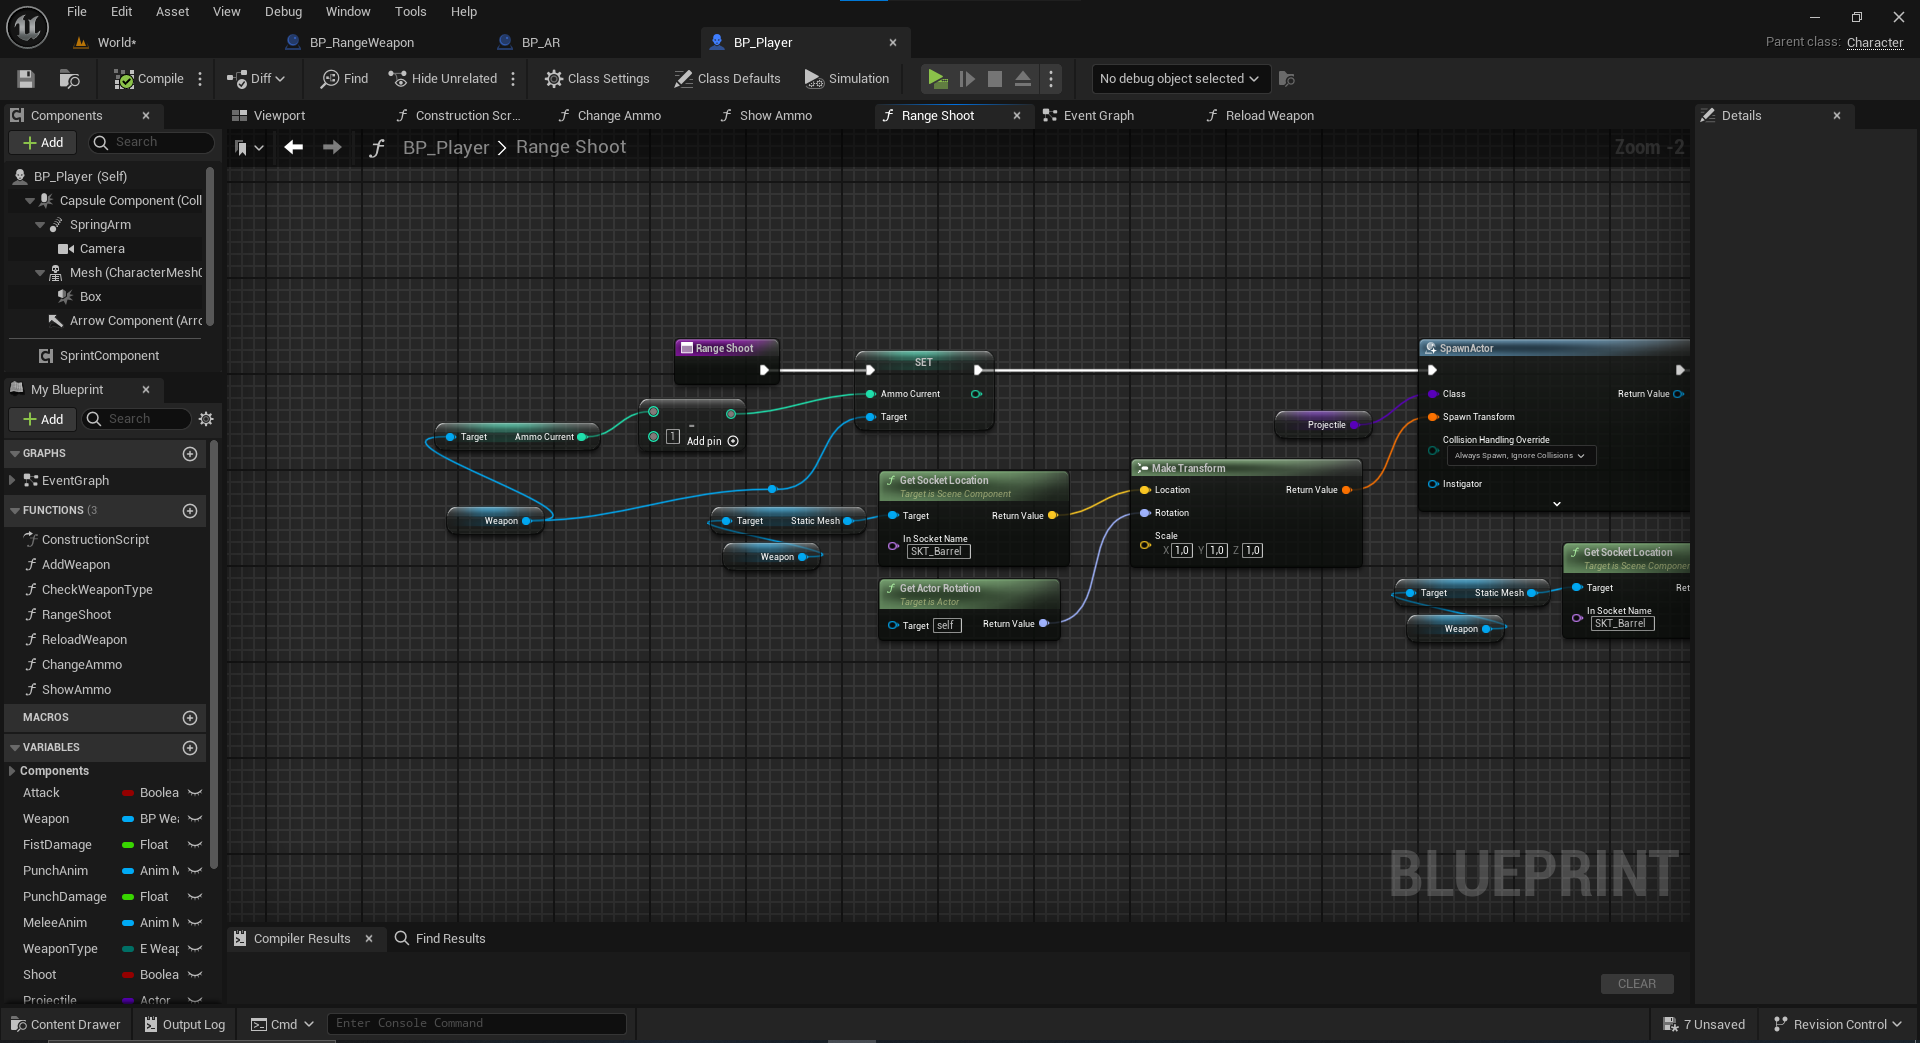 File Edit Asset View Debug Window Tools Help
World* BP_RangeWeapon BP_AR BP_Player
Parent class: Character
Compile Diff Find Hide Unrelated Class Settings Class Defaults Simulation No debug object selected
Components
Viewport Construction Scr... Change Ammo Show Ammo Range Shoot Event Graph Reload Weapon
Details
Add Search
BP_Player > Range Shoot
Zoom -2
BP_Player (Self)
Capsule Component (Coll
SpringArm
Camera
Mesh (CharacterMesh0
Box
Arrow Component (Arro
SprintComponent
My Blueprint
Add Search
GRAPHS
EventGraph
FUNCTIONS (3
ConstructionScript
AddWeapon
CheckWeaponType
RangeShoot
ReloadWeapon
ChangeAmmo
ShowAmmo
MACROS
VARIABLES
Components
Attack Boolea
Weapon BP Wea
FistDamage Float
PunchAnim Anim M
PunchDamage Float
MeleeAnim Anim M
WeaponType E Weap
Shoot Boolea
Projectile Actor
Range Shoot
SET
Ammo Current
Target
Target Ammo Current
-
1 Add pin
Weapon
Target Static Mesh
Weapon
Get Socket Location
Target is Scene Component
Target Return Value
In Socket Name
SKT_Barrel
Get Actor Rotation
Target is Actor
Target self Return Value
Make Transform
Location Return Value
Rotation
Scale
X 1,0 Y 1,0 Z 1,0
Projectile
SpawnActor
Class Return Value
Spawn Transform
Collision Handling Override
Always Spawn, Ignore Collisions
Instigator
Target Static Mesh
Weapon
Get Socket Location
Target is Scene Componen
Target Ret
In Socket Name
SKT_Barrel
BLUEPRINT
Compiler Results Find Results
CLEAR
Content Drawer Output Log Cmd Enter Console Command 7 Unsaved Revision Control